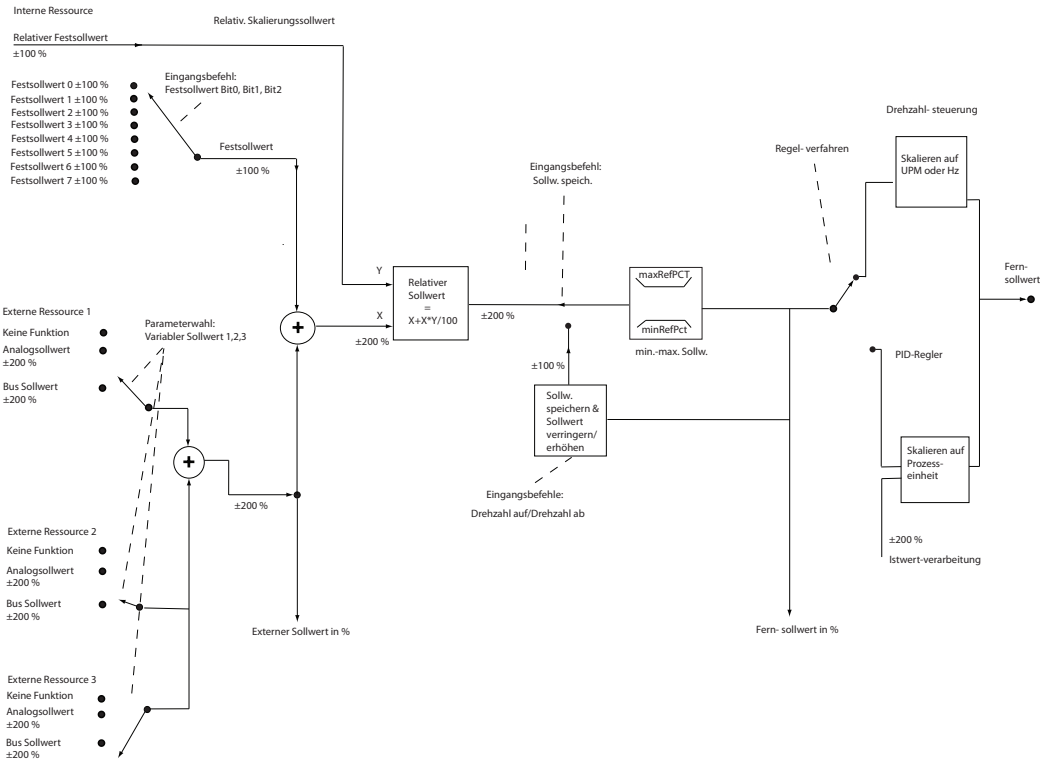 Interne Ressource
Relativ. Skalierungssollwert
Relativer Festsollwert
±100 %
Eingangsbefehl:
Festsollwert Bit0, Bit1, Bit2
Festsollwert 0 ±100 %
Festsollwert 1 ±100 %
Festsollwert 2 ±100 %
Festsollwert 3 ±100 %
Festsollwert 4 ±100 %
Festsollwert 5 ±100 %
Festsollwert 6 ±100 %
Festsollwert 7 ±100 %
Festsollwert
±100 %
Drehzahl- steuerung
Regel- verfahren
Skalieren auf
UPM oder Hz
Eingangsbefehl:
Sollw. speich.
Y
X
±200 %
Relativer
Sollwert
=
X+X*Y/100
±200 %
maxRefPCT
minRefPct
min.-max. Sollw.
Fern-
sollwert
Externe Ressource 1
Keine Funktion
Analogsollwert
±200 %
Bus Sollwert
±200 %
Parameterwahl:
Variabler Sollwert 1,2,3
+
+
±200 %
±100 %
Sollw.
speichern &
Sollwert
verringern/
erhöhen
Eingangsbefehle:
Drehzahl auf/Drehzahl ab
PID-Regler
Skalieren auf
Prozess-
einheit
±200 %
Istwert-verarbeitung
Externe Ressource 2
Keine Funktion
Analogsollwert
±200 %
Bus Sollwert
±200 %
Externer Sollwert in %
Fern- sollwert in %
Externe Ressource 3
Keine Funktion
Analogsollwert
±200 %
Bus Sollwert
±200 %